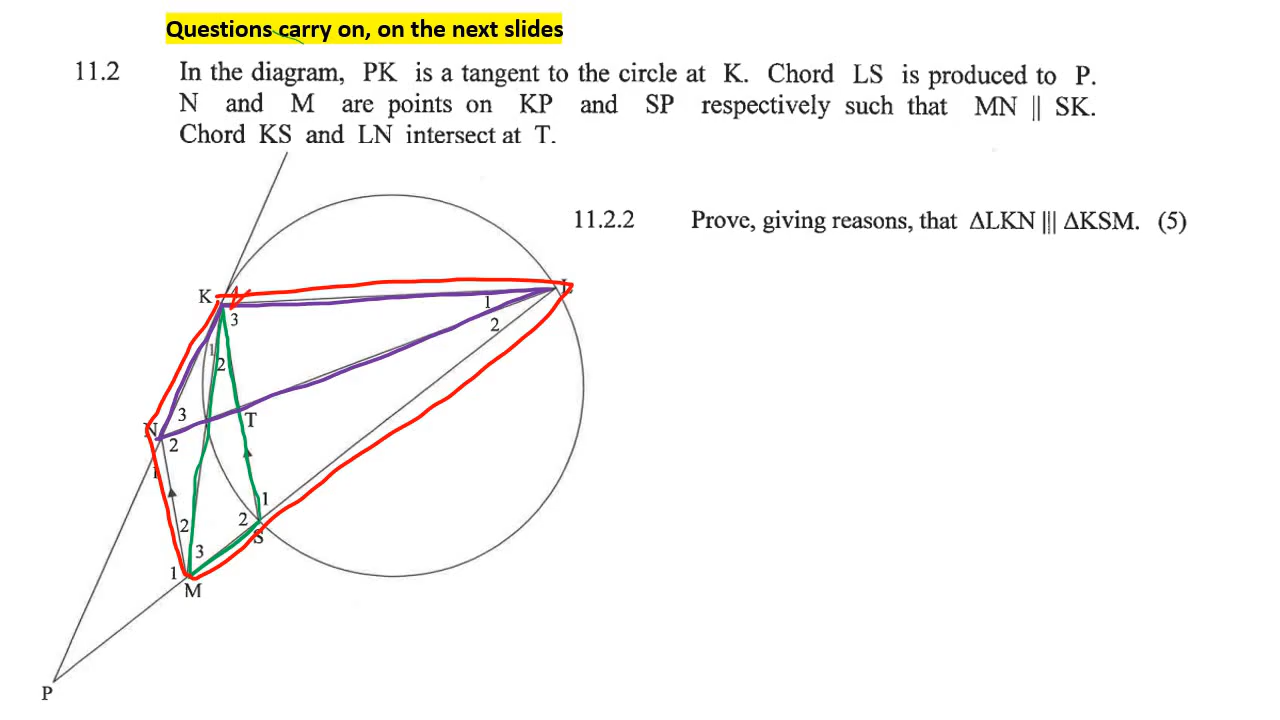 Questions carry on, on the next slides
11.2 In the diagram, PK is a tangent to the circle at K. Chord LS is produced to P.
N and M are points on KP and SP respectively such that MN || SK.
Chord KS and LN intersect at T.
11.2.2 Prove, giving reasons, that ΔLKN ||| ΔKSM. (5)
K
L
1
3
2
1
2
3
T
N
2
1
1
2
2
S
3
1
M
P